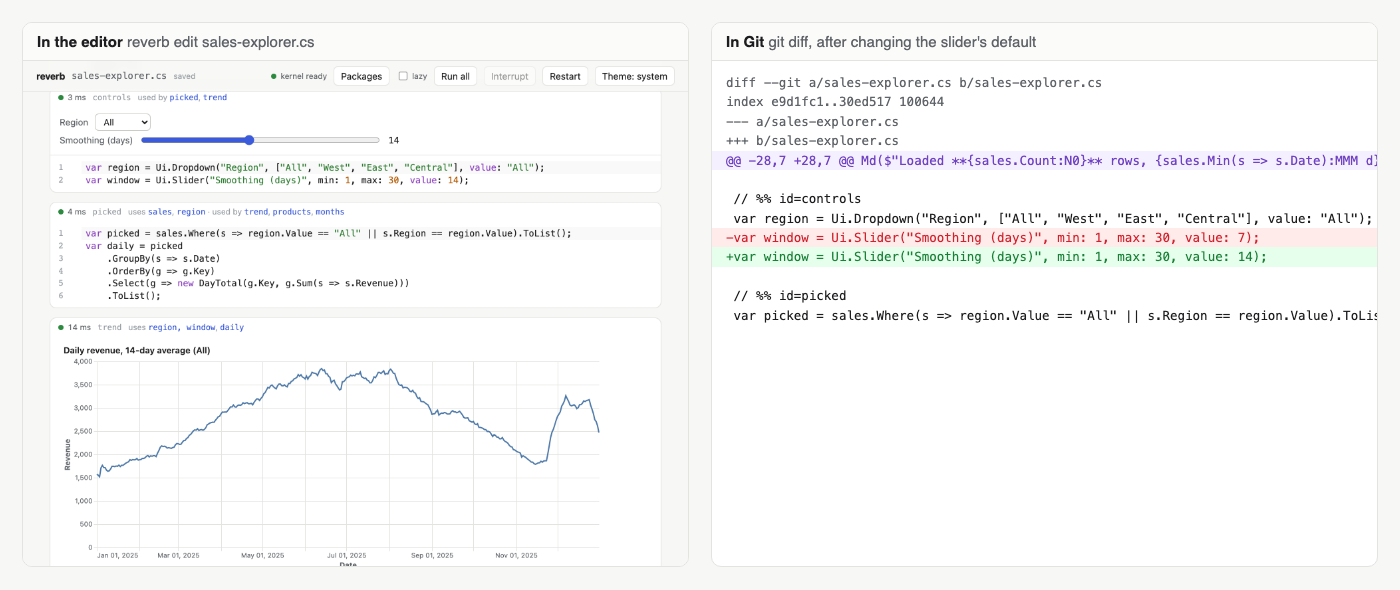 In the editor reverb edit sales-explorer.cs
reverb sales-explorer.cs saved kernel ready Packages lazy Run all Interrupt Restart Theme: system
3 ms controls used by picked, trend
Region All
Smoothing (days) 14
1 var region = Ui.Dropdown("Region", ["All", "West", "East", "Central"], value: "All");
2 var window = Ui.Slider("Smoothing (days)", min: 1, max: 30, value: 14);
4 ms picked uses sales, region · used by trend, products, months
1 var picked = sales.Where(s => region.Value == "All" || s.Region == region.Value).ToList();
2 var daily = picked
3 .GroupBy(s => s.Date)
4 .OrderBy(g => g.Key)
5 .Select(g => new DayTotal(g.Key, g.Sum(s => s.Revenue)))
6 .ToList();
14 ms trend uses region, window, daily
Daily revenue, 14-day average (All)
4,000
3,500
3,000
2,500
2,000
1,500
1,000
500
0
Revenue
Jan 01, 2025 Mar 01, 2025 May 01, 2025 Jul 01, 2025 Sep 01, 2025 Nov 01, 2025
Date
In Git git diff, after changing the slider's default
diff --git a/sales-explorer.cs b/sales-explorer.cs
index e9d1fc1..30ed517 100644
--- a/sales-explorer.cs
+++ b/sales-explorer.cs
@@ -28,7 +28,7 @@ Md($"Loaded **{sales.Count:N0}** rows, {sales.Min(s => s.Date):MMM d}
// %% id=controls
var region = Ui.Dropdown("Region", ["All", "West", "East", "Central"], value: "All");
-var window = Ui.Slider("Smoothing (days)", min: 1, max: 30, value: 7);
+var window = Ui.Slider("Smoothing (days)", min: 1, max: 30, value: 14);
// %% id=picked
var picked = sales.Where(s => region.Value == "All" || s.Region == region.Value).ToLis